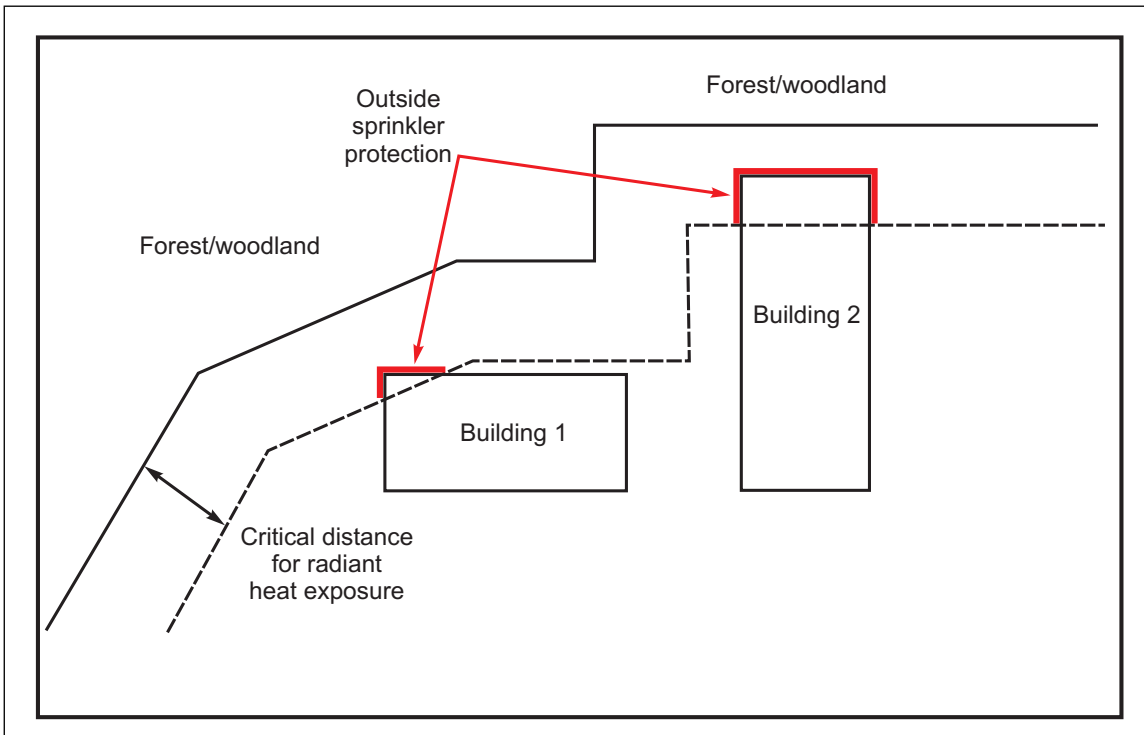 Forest/woodland
Outside
sprinkler
protection
Forest/woodland
Building 2
Building 1
Critical distance
for radiant
heat exposure